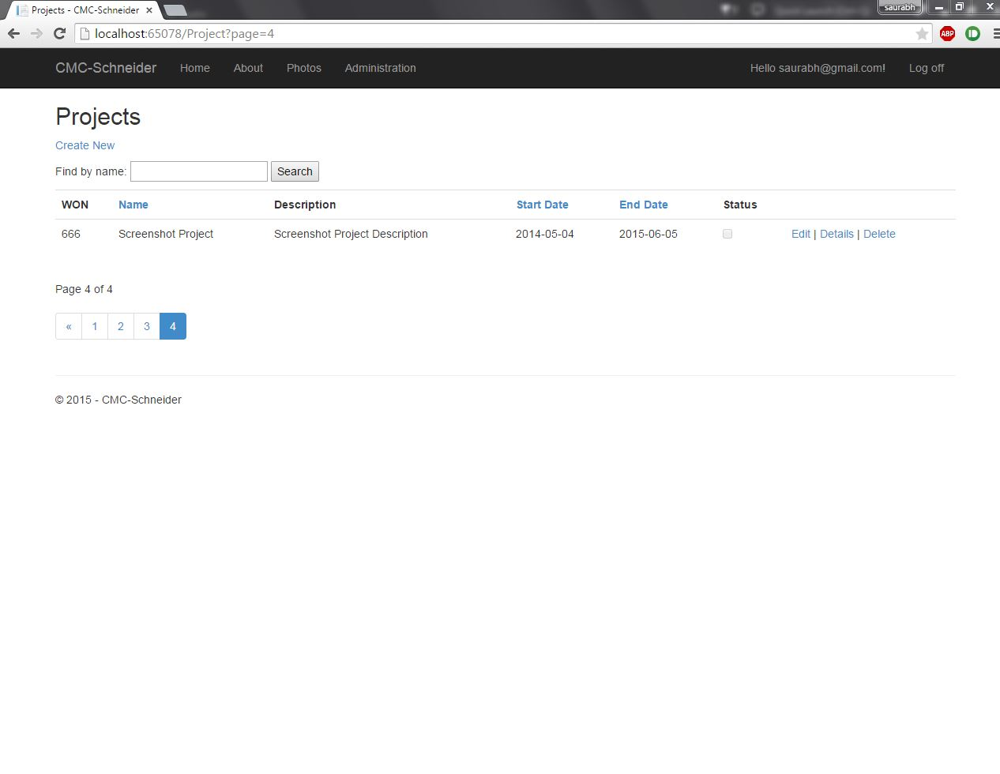 Projects - CMC-Schneider
saurabh
localhost:65078/Project?page=4
ABP
CMC-Schneider Home About Photos Administration Hello saurabh@gmail.com! Log off
Projects
Create New
Find by name: Search
WON Name Description Start Date End Date Status
666 Screenshot Project Screenshot Project Description 2014-05-04 2015-06-05 Edit | Details | Delete
Page 4 of 4
« 1 2 3 4
© 2015 - CMC-Schneider